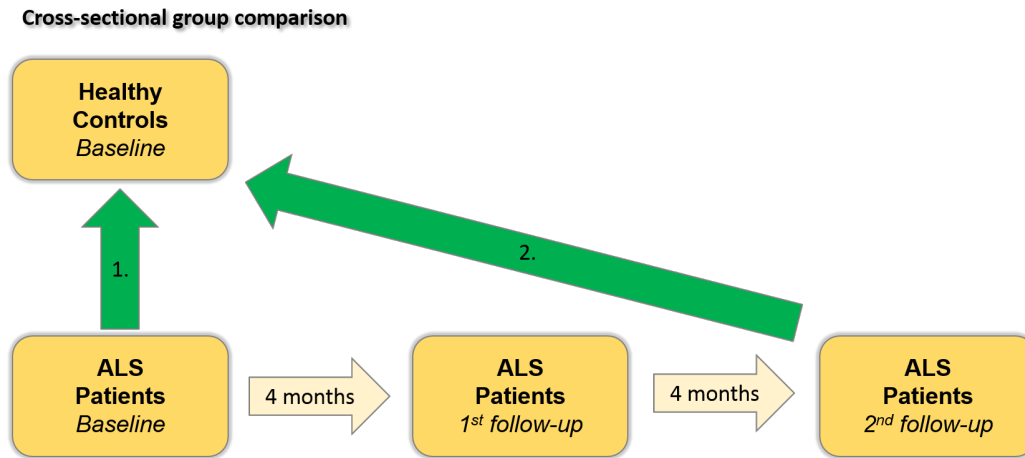 Cross-sectional group comparison
Healthy
Controls
Baseline
1.
2.
ALS
Patients
Baseline
4 months
ALS
Patients
1st follow-up
4 months
ALS
Patients
2nd follow-up